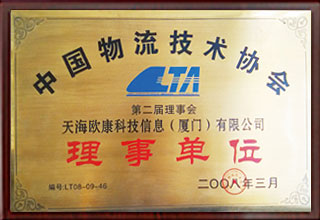 中国物流技术协会
LTA
第二届理事会
天海欧康科技信息（厦门）有限公司
理事单位
编号:LT08-09-46
二〇〇八年三月